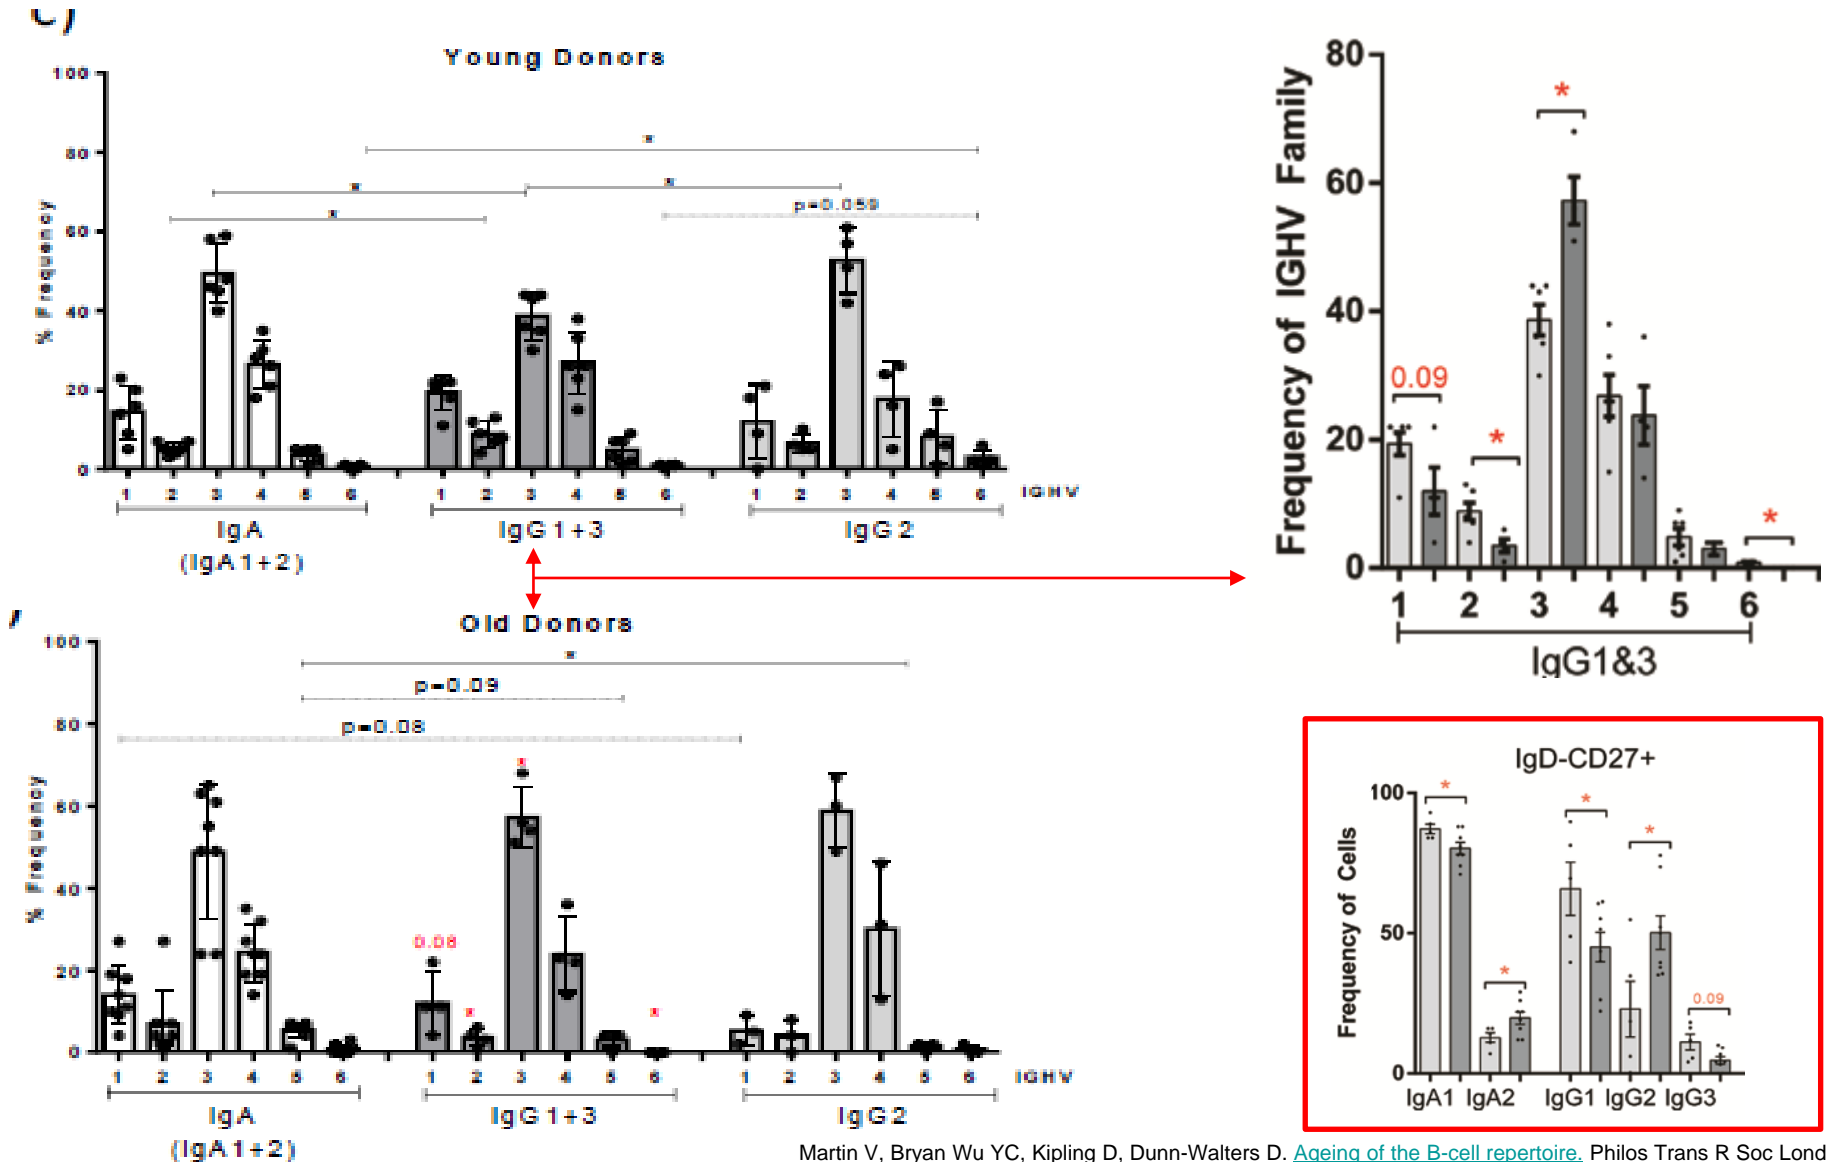 C)
Young Donors
% Frequency
100
80
60
40
20
0
*
*
*
*
p=0.059
1 2 3 4 5 6 1 2 3 4 5 6 1 2 3 4 5 6 IGHV
IgA IgG1+3 IgG2
(IgA1+2)
Old Donors
% Frequency
100
80
60
40
20
0
*
p=0.09
p=0.08
*
0.08
* *
1 2 3 4 5 6 1 2 3 4 5 6 1 2 3 4 5 6 IGHV
IgA IgG1+3 IgG2
(IgA1+2)
Frequency of IGHV Family
80
60
40
20
0
*
0.09
*
*
1 2 3 4 5 6
IgG1&3
IgD-CD27+
Frequency of Cells
100
50
0
* * *
*
0.09
IgA1 IgA2 IgG1 IgG2 IgG3
Martin V, Bryan Wu YC, Kipling D, Dunn-Walters D. Ageing of the B-cell repertoire. Philos Trans R Soc Lond